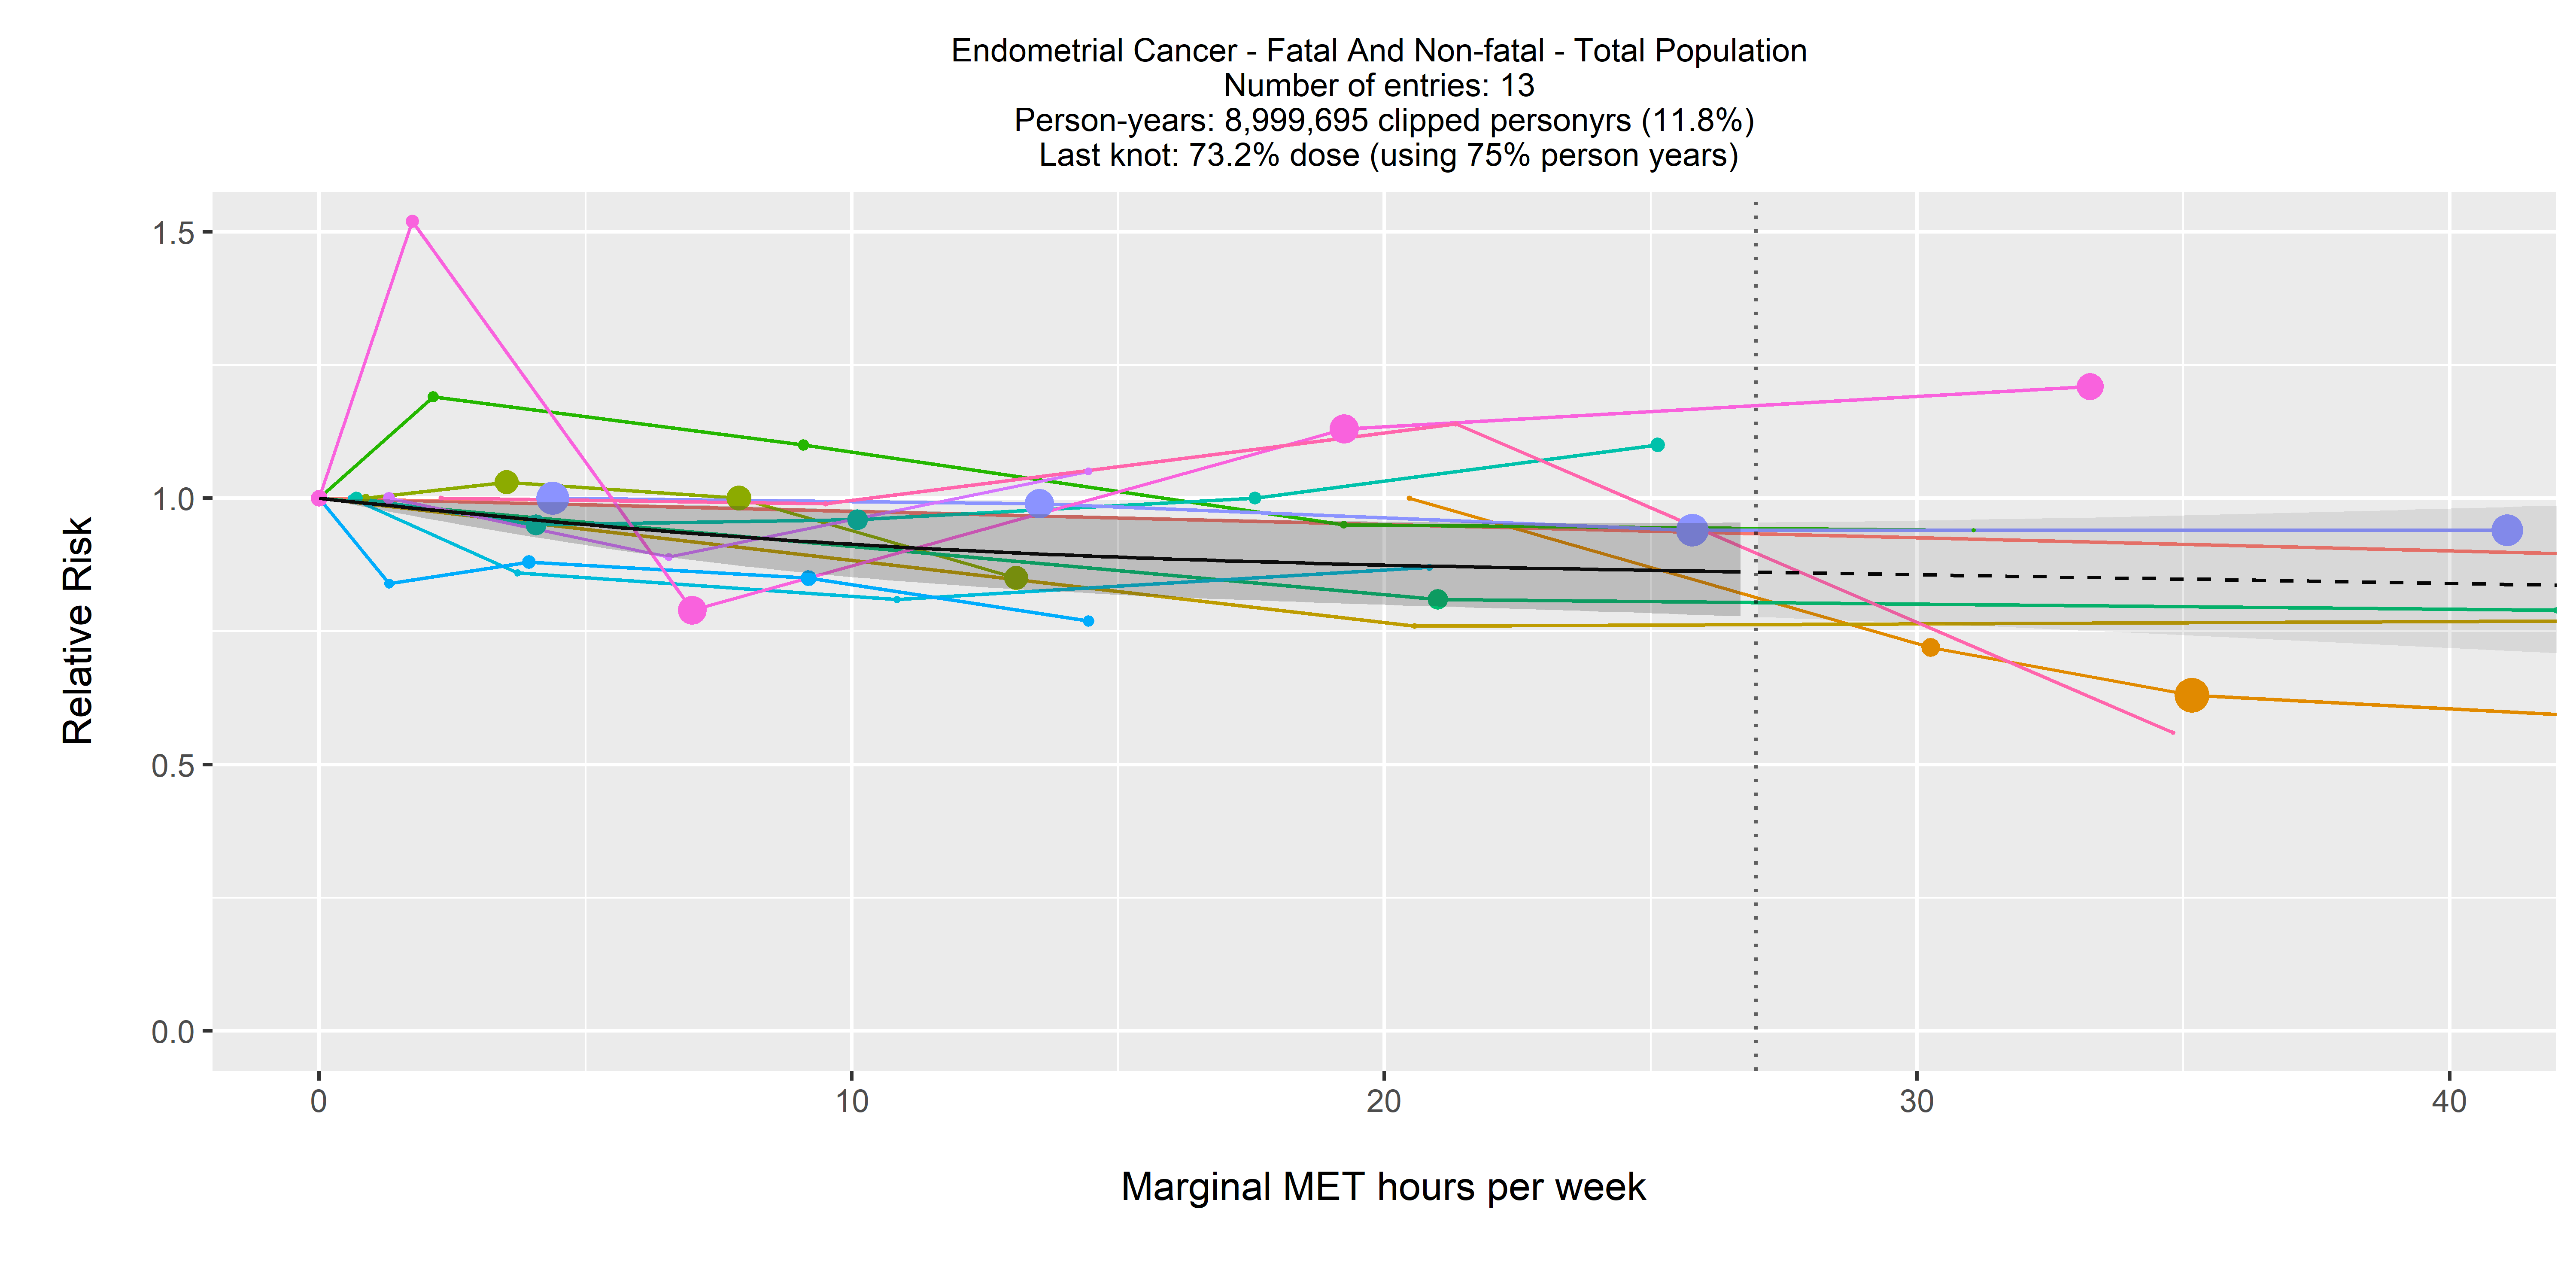 Endometrial Cancer - Fatal And Non-fatal - Total Population
Number of entries: 13
Person-years: 8,999,695 clipped personyrs (11.8%)
Last knot: 73.2% dose (using 75% person years)
1.5
1.0
0.5
0.0
Relative Risk
0 10 20 30 40
Marginal MET hours per week